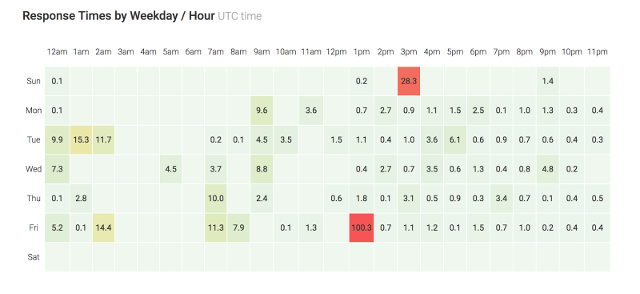 Response Times by Weekday / Hour UTC time
12am 1am 2am 3am 4am 5am 6am 7am 8am 9am 10am 11am 12pm 1pm 2pm 3pm 4pm 5pm 6pm 7pm 8pm 9pm 10pm 11pm
Sun 0.1 0.2 28.3 1.4
Mon 0.1 9.6 3.6 0.7 2.7 0.9 1.1 1.5 2.5 0.1 1.0 1.3 0.3 0.4
Tue 9.9 15.3 11.7 0.2 0.1 4.5 3.5 1.5 1.1 0.4 1.0 3.6 6.1 0.6 0.9 0.7 0.6 0.4 0.3
Wed 7.3 4.5 3.7 8.8 0.4 2.7 0.7 3.5 0.6 1.3 0.4 0.8 4.8 0.2
Thu 0.1 2.8 10.0 2.4 0.6 1.8 0.1 3.1 0.5 0.9 0.3 3.4 0.7 0.1 0.4 0.5
Fri 5.2 0.1 14.4 11.3 7.9 0.1 1.3 100.3 0.7 1.1 1.2 0.1 1.5 0.7 1.0 0.2 0.4 0.4
Sat